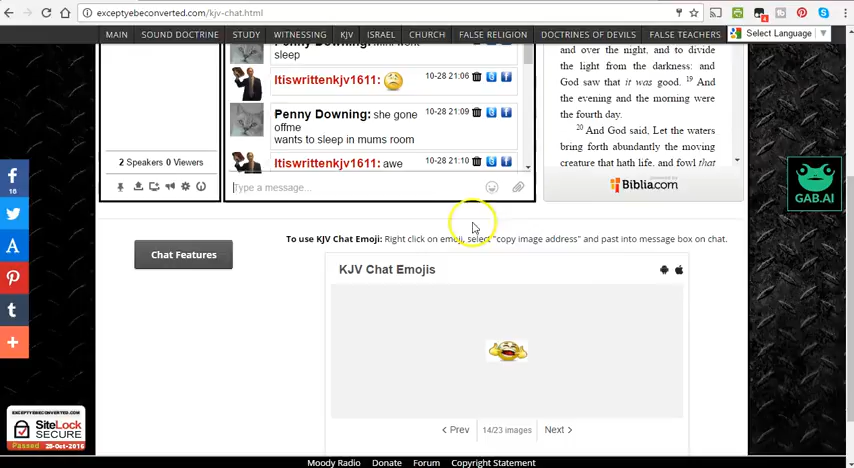 exceptyebeconverted.com/kjv-chat.html
MAIN SOUND DOCTRINE STUDY WITNESSING KJV ISRAEL CHURCH FALSE RELIGION DOCTRINES OF DEVILS FALSE TEACHERS Select Language
sleep
Itiswrittenkjv1611: 10-28 21:06
Penny Downing: she gone 10-28 21:09
offme
wants to sleep in mums room
Itiswrittenkjv1611: awe 10-28 21:10
2 Speakers 0 Viewers
Type a message...
and over the night, and to divide
the light from the darkness: and
God saw that it was good. 19 And
the evening and the morning were
the fourth day.
20 And God said, Let the waters
bring forth abundantly the moving
creature that hath life, and fowl that
Biblia.com
18
GAB.AI
To use KJV Chat Emoji: Right click on emoji, select "copy image address" and past into message box on chat.
Chat Features
KJV Chat Emojis
Prev 14/23 images Next
EXCEPTYEBECONVERTED.COM
SiteLock
SECURE
Passed 28-Oct-2016
Moody Radio Donate Forum Copyright Statement